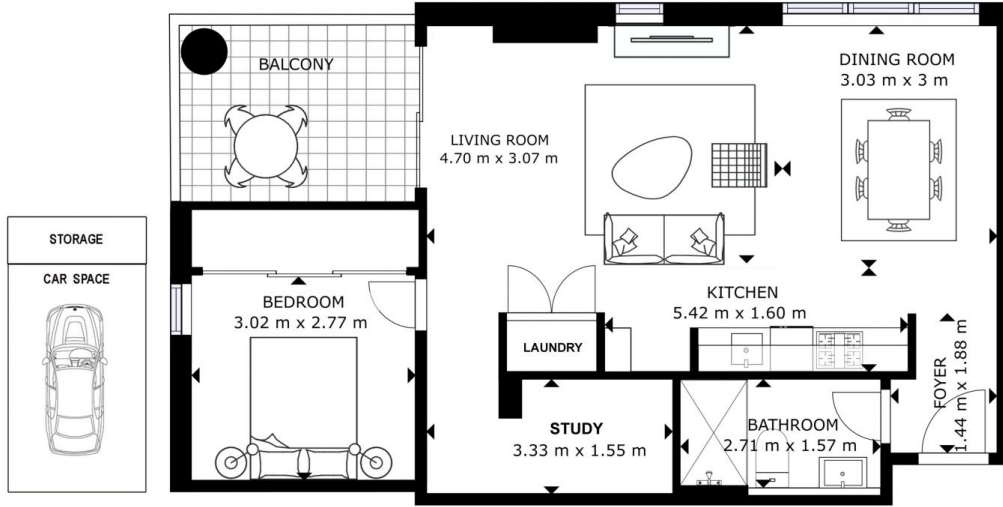 BALCONY
DINING ROOM
3.03 m x 3 m
LIVING ROOM
4.70 m x 3.07 m
STORAGE
CAR SPACE
BEDROOM
3.02 m x 2.77 m
KITCHEN
5.42 m x 1.60 m
LAUNDRY
FOYER
1.44 m x 1.88 m
STUDY
3.33 m x 1.55 m
BATHROOM
2.71 m x 1.57 m